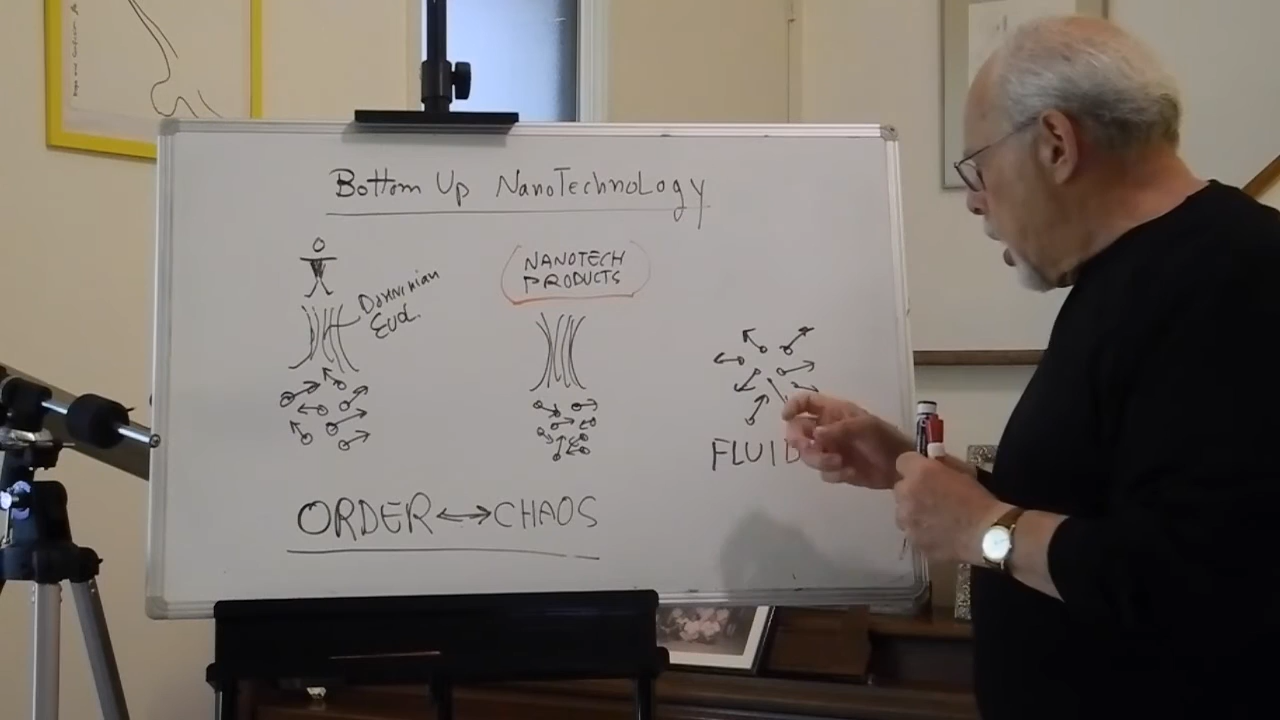 Bottom Up NanoTechnology
NANOTECH
PRODUCTS
Darwinian
Evol.
FLUID
ORDER ↔ CHAOS